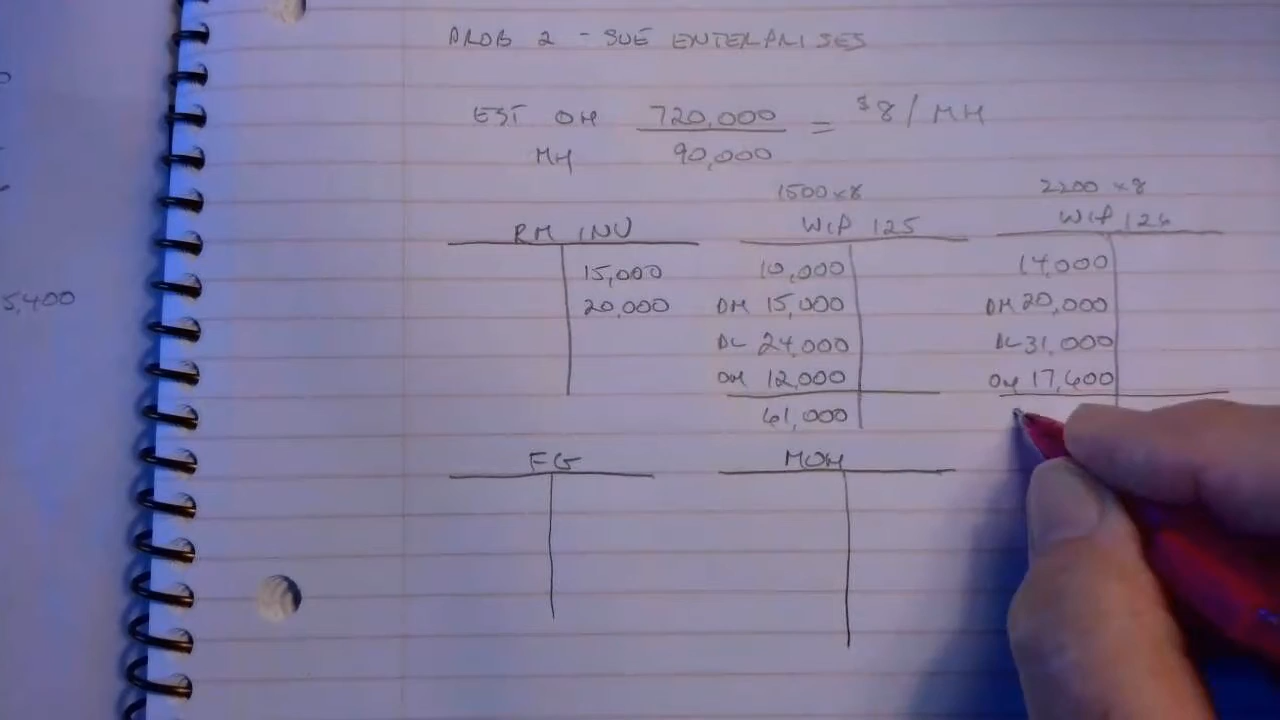 PROB 2 - SUE ENTERPRISES
EST OH 720,000 = $8/MH
MH 90,000
1500 x 8 2200 x 8
RM INV WIP 125 WIP 126
15,000 10,000 14,000
20,000 DM 15,000 DM 20,000
DL 24,000 DL 31,000
OH 12,000 OH 17,600
5,400
61,000
FG MOH